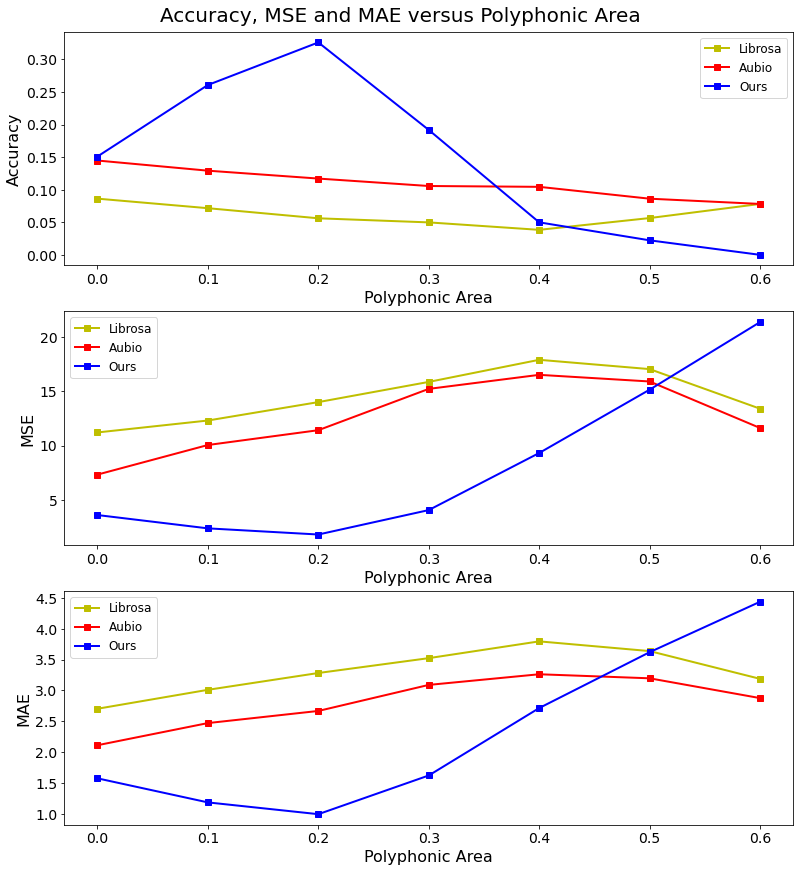 Accuracy, MSE and MAE versus Polyphonic Area
Accuracy
0.30
0.25
0.20
0.15
0.10
0.05
0.00
Librosa
Aubio
Ours
0.0 0.1 0.2 0.3 0.4 0.5 0.6
Polyphonic Area
MSE
20
15
10
5
Librosa
Aubio
Ours
0.0 0.1 0.2 0.3 0.4 0.5 0.6
Polyphonic Area
MAE
4.5
4.0
3.5
3.0
2.5
2.0
1.5
1.0
Librosa
Aubio
Ours
0.0 0.1 0.2 0.3 0.4 0.5 0.6
Polyphonic Area